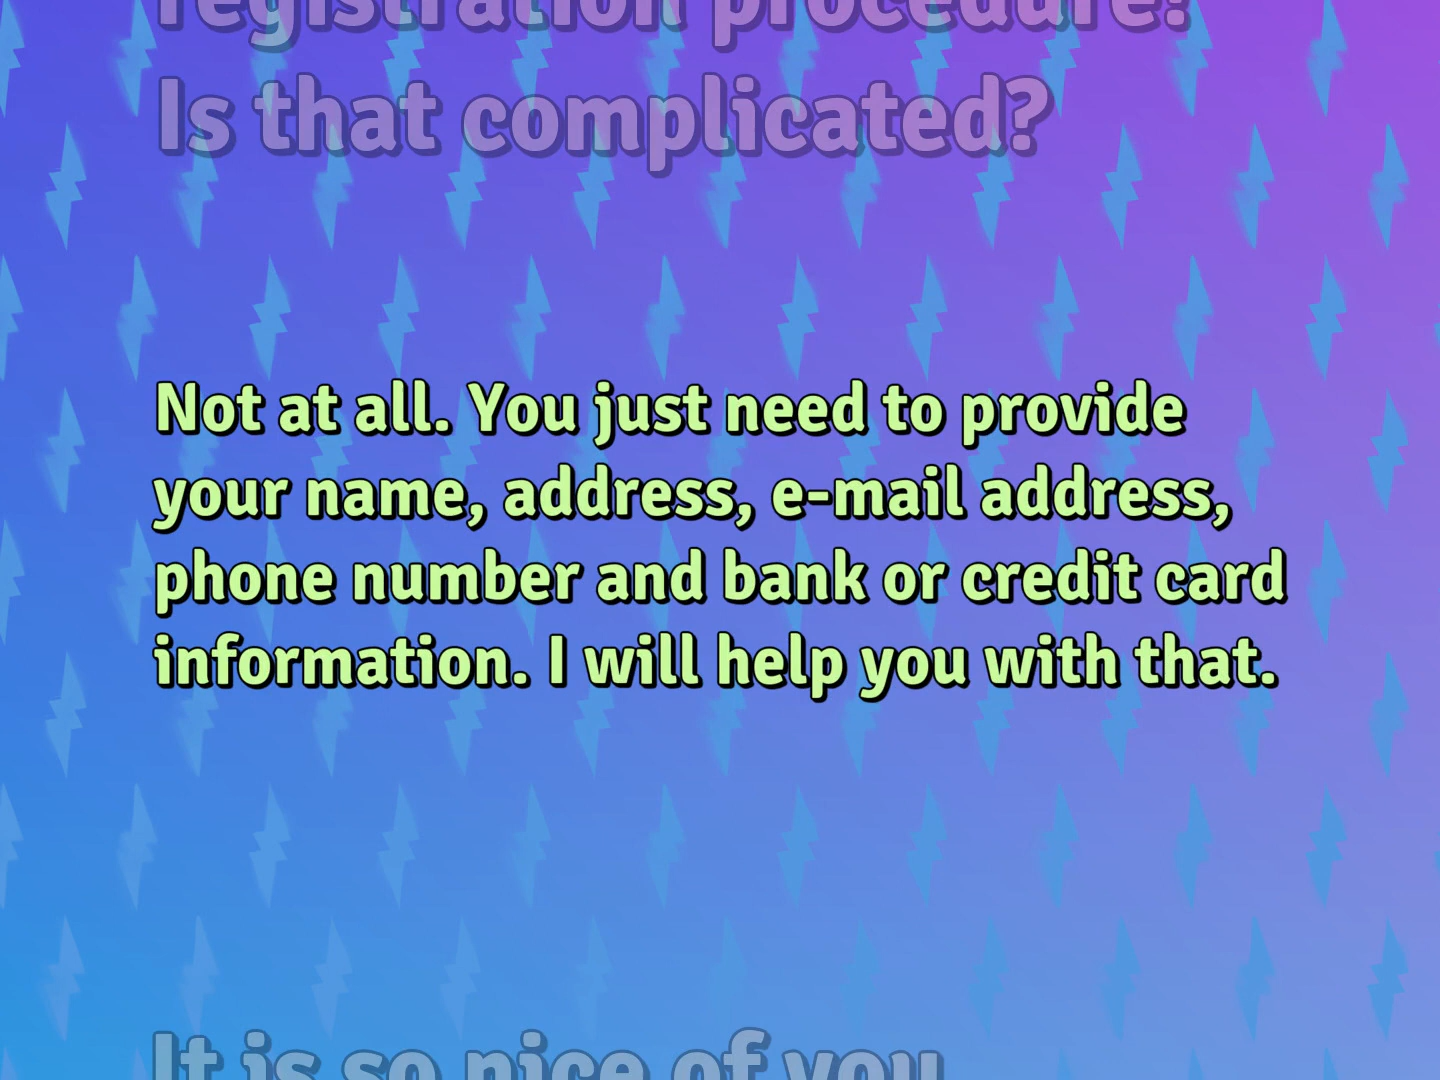 registration procedure?
Is that complicated?
Not at all. You just need to provide
your name, address, e-mail address,
phone number and bank or credit card
information. I will help you with that.
It is so nice of you